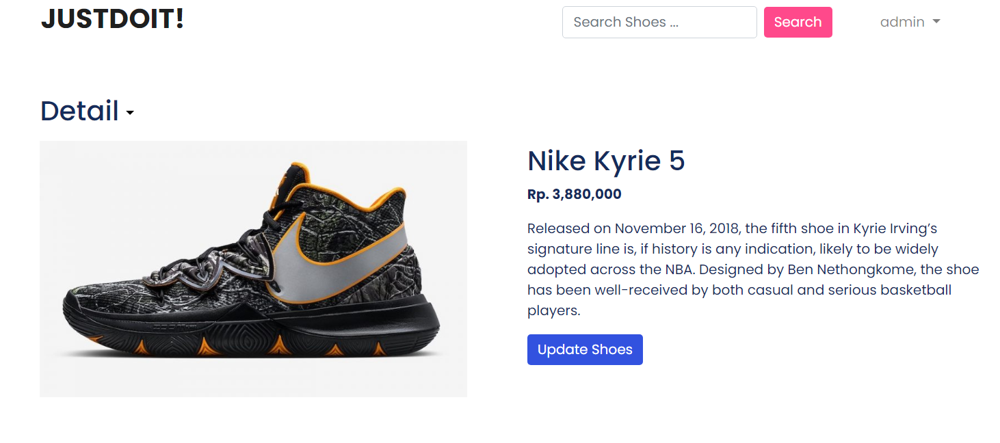 JUSTDOIT!
Search Shoes ...
Search
admin
Detail
Nike Kyrie 5
Rp. 3,880,000
Released on November 16, 2018, the fifth shoe in Kyrie Irving’s
signature line is, if history is any indication, likely to be widely
adopted across the NBA. Designed by Ben Nethongkome, the shoe
has been well-received by both casual and serious basketball
players.
Update Shoes